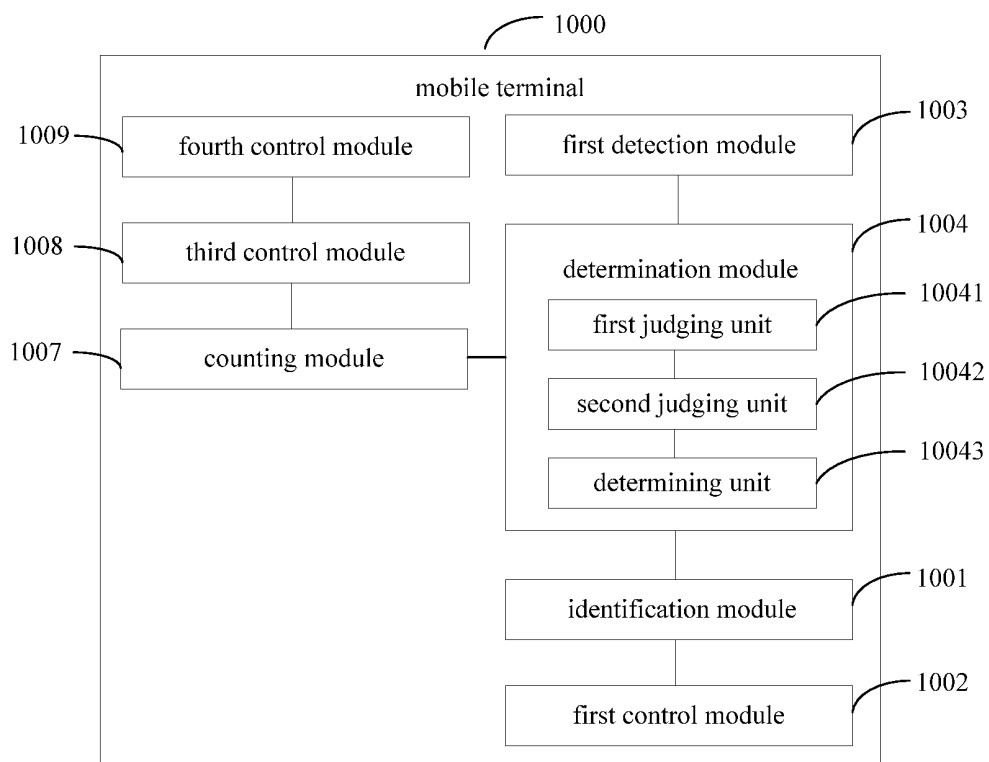 1000
mobile terminal
1009
fourth control module
1003
first detection module
1008
third control module
1004
determination module
10041
first judging unit
1007
counting module
10042
second judging unit
10043
determining unit
1001
identification module
1002
first control module